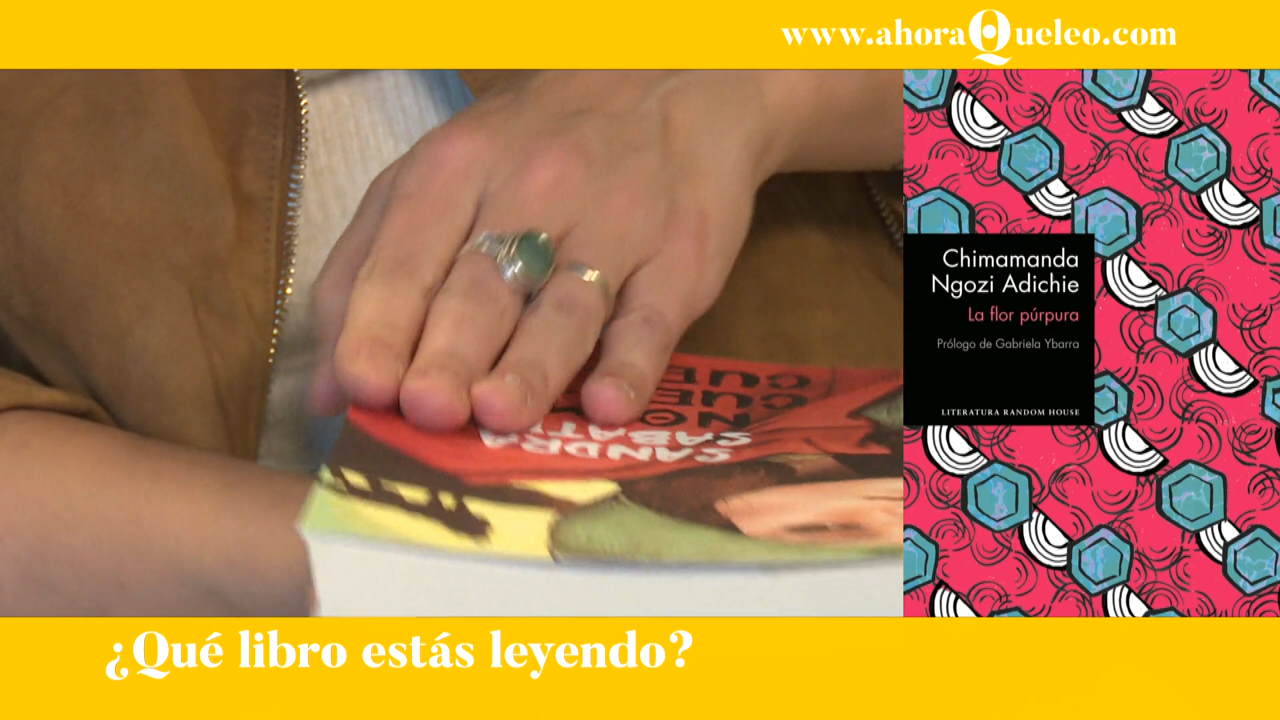 www.ahoraQueleo.com
Chimamanda
Ngozi Adichie
La flor púrpura
Prólogo de Gabriela Ybarra
LITERATURA RANDOM HOUSE
NO
SANDRA
¿Qué libro estás leyendo?